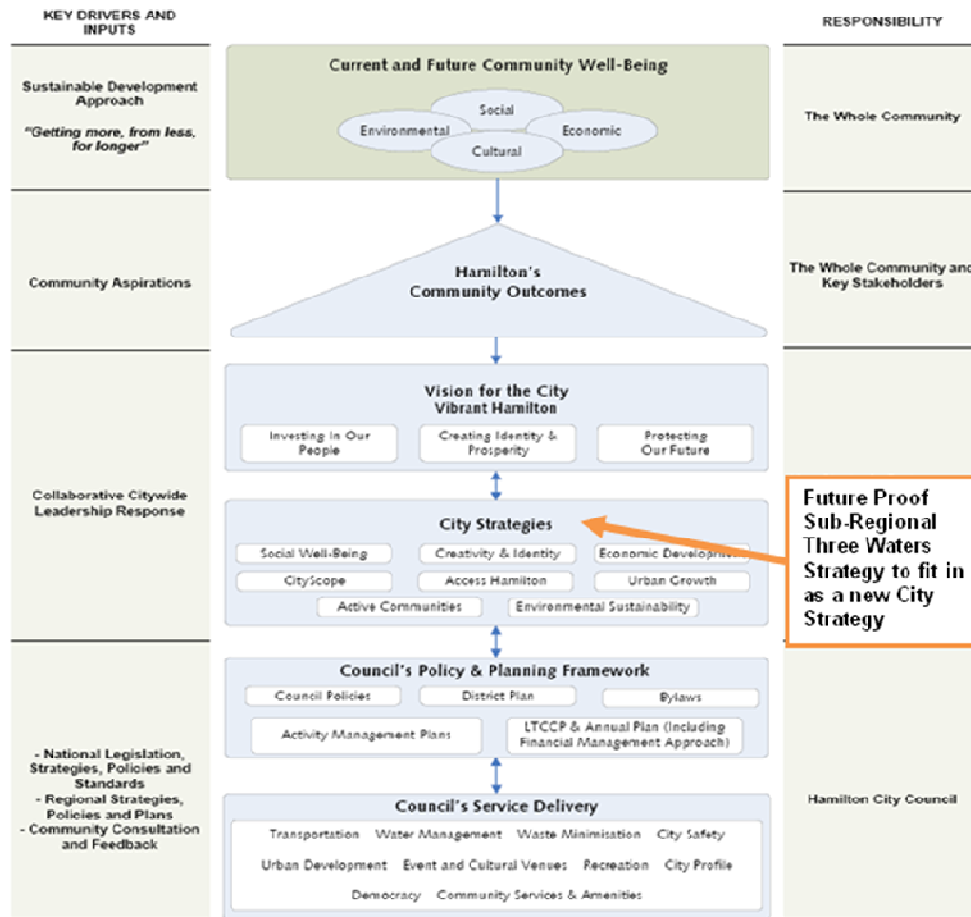 KEY DRIVERS AND
INPUTS
RESPONSIBILITY
Sustainable Development
Approach
"Getting more, from less,
for longer"
Current and Future Community Well-Being
Social
Environmental
Economic
Cultural
The Whole Community
Community Aspirations
Hamilton's
Community Outcomes
The Whole Community and
Key Stakeholders
Collaborative Citywide
Leadership Response
Vision for the City
Vibrant Hamilton
Investing In Our
People
Creating Identity &
Prosperity
Protecting
Our Future
City Strategies
Social Well-Being
Creativity & Identity
Economic Developm
CityScope
Access Hamilton
Urban Growth
Active Communities
Environmental Sustainability
Future Proof
Sub-Regional
Three Waters
Strategy to fit in
as a new City
Strategy
- National Legislation,
Strategies, Policies and
Standards
- Regional Strategies,
Policies and Plans
- Community Consultation
and Feedback
Council's Policy & Planning Framework
Council Policies
District Plan
Bylaws
Activity Management Plans
LTCCP & Annual Plan (Including
Financial Management Approach)
Council's Service Delivery
Transportation Water Management Waste Minimisation City Safety
Urban Development Event and Cultural Venues Recreation City Profile
Democracy Community Services & Amenities
Hamilton City Council